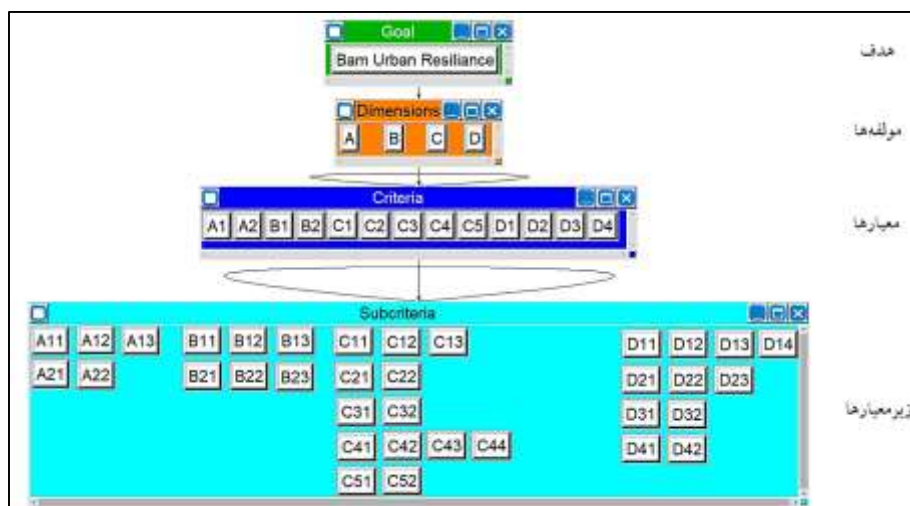 Goal
Bam Urban Resiliance
هدف
Dimensions
A B C D
مولفه‌ها
Criteria
A1 A2 B1 B2 C1 C2 C3 C4 C5 D1 D2 D3 D4
معیارها
Subcriteria
A11 A12 A13 B11 B12 B13 C11 C12 C13 D11 D12 D13 D14
A21 A22 B21 B22 B23 C21 C22 D21 D22 D23
C31 C32 D31 D32
C41 C42 C43 C44 D41 D42
C51 C52
زیرمعیارها